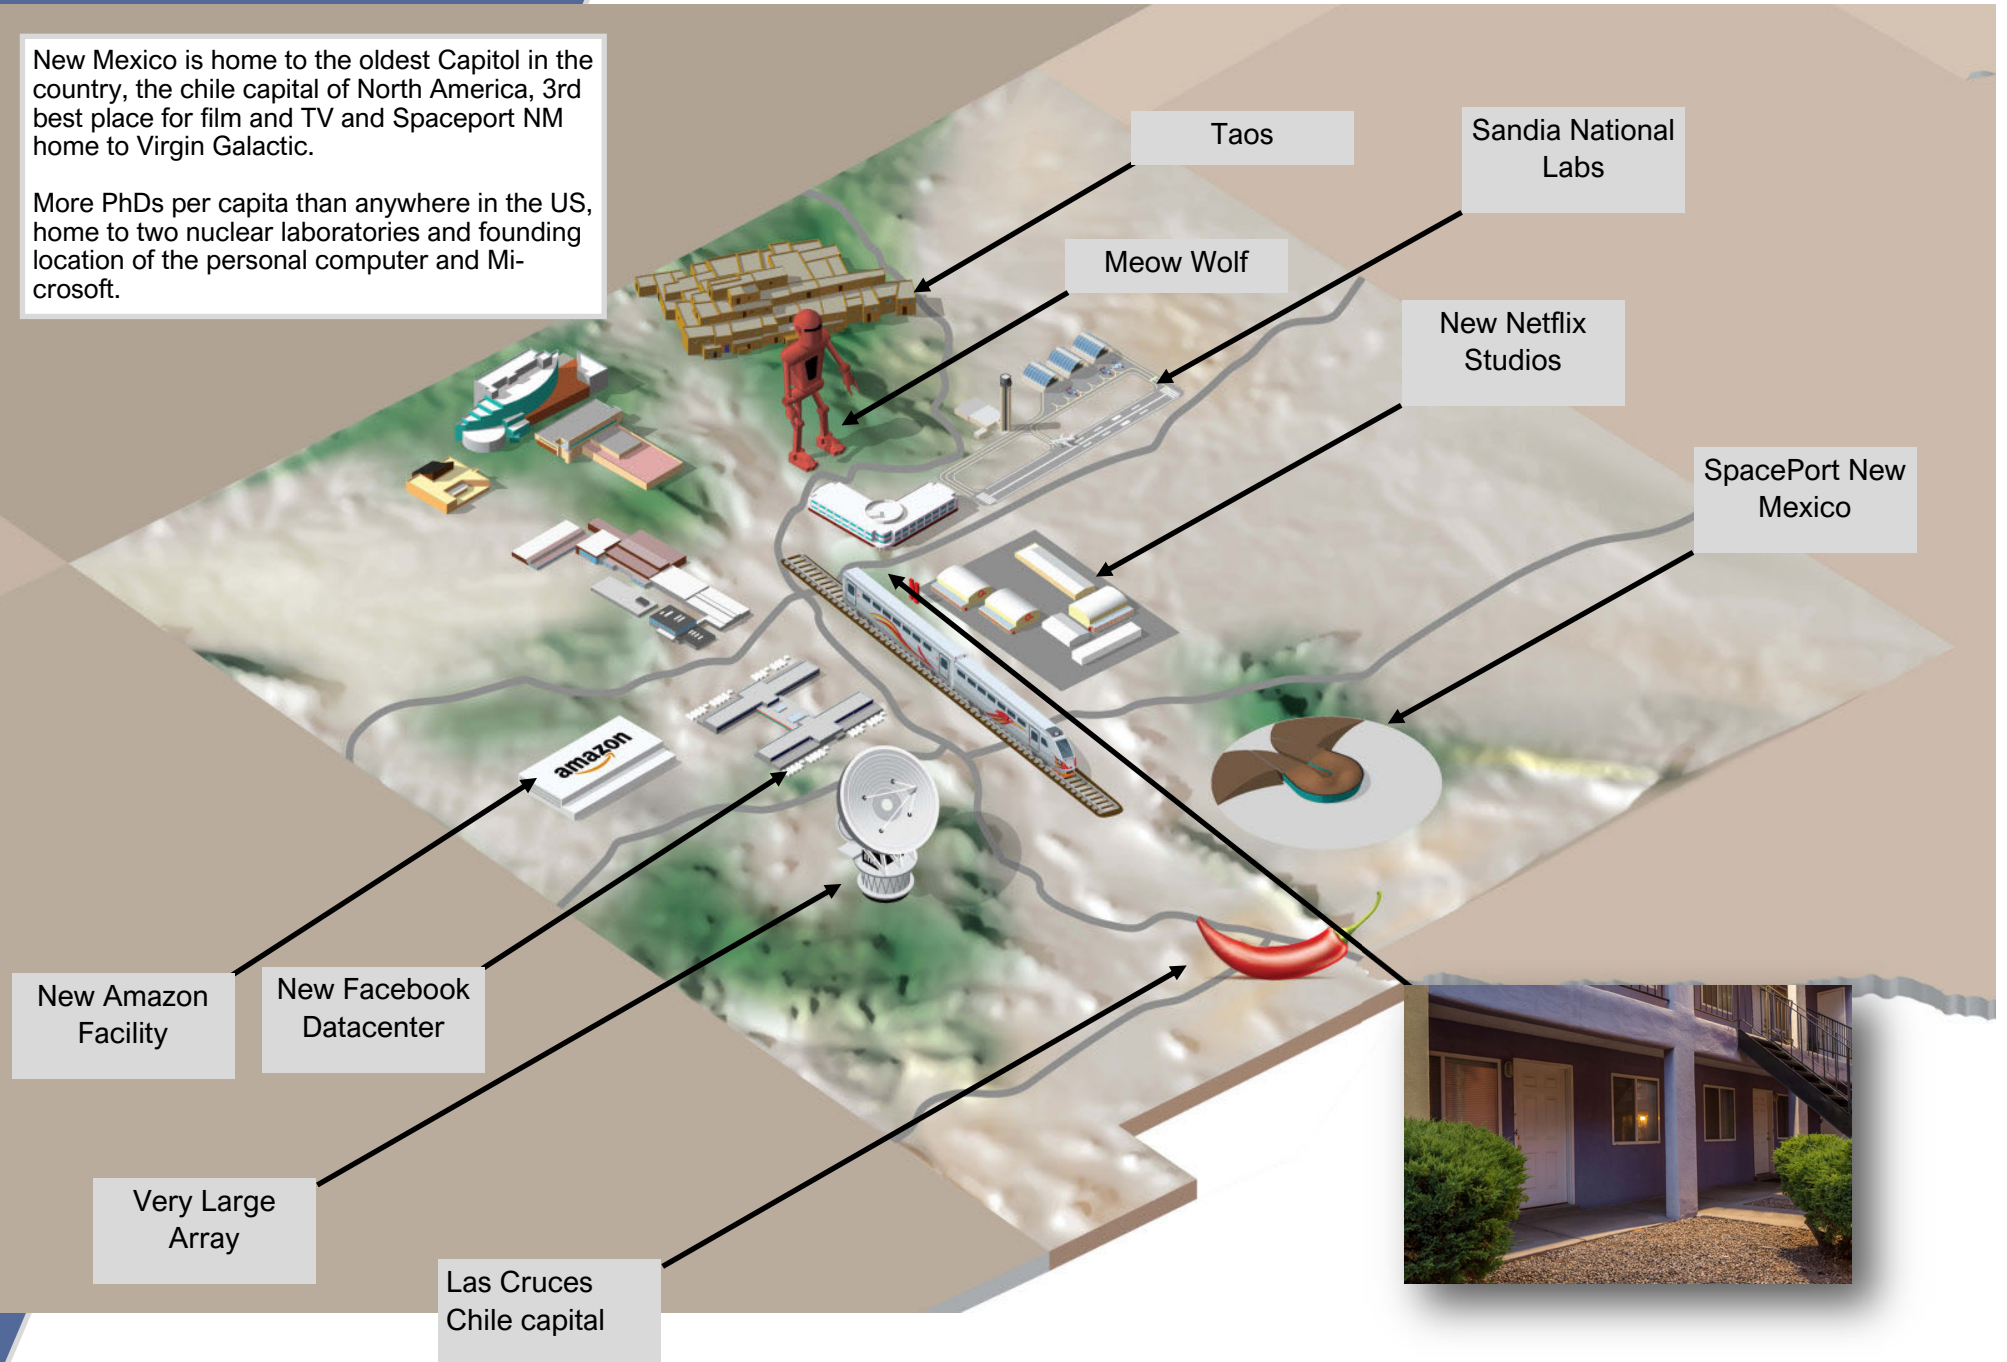 New Mexico is home to the oldest Capitol in the
country, the chile capital of North America, 3rd
best place for film and TV and Spaceport NM
home to Virgin Galactic.
More PhDs per capita than anywhere in the US,
home to two nuclear laboratories and founding
location of the personal computer and Mi-
crosoft.
Taos
Sandia National
Labs
Meow Wolf
New Netflix
Studios
SpacePort New
Mexico
amazon
New Amazon
Facility
New Facebook
Datacenter
Very Large
Array
Las Cruces
Chile capital